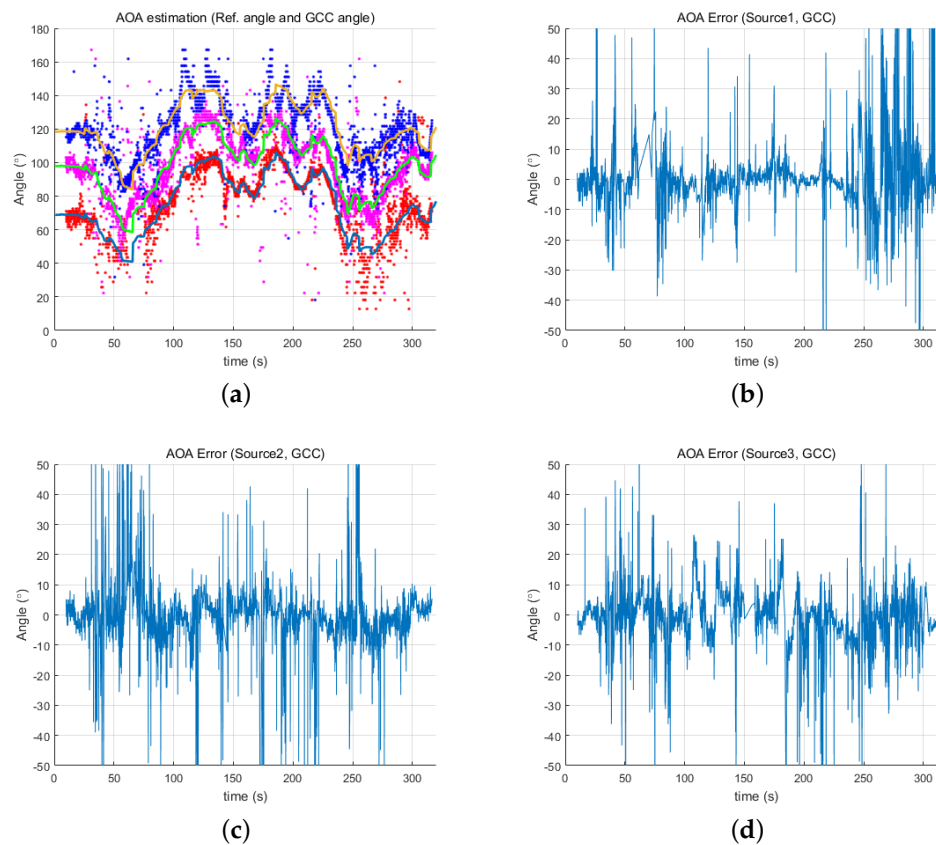 AOA estimation (Ref. angle and GCC angle)
180
160
140
120
100
80
60
40
20
0
Angle (°)
0 50 100 150 200 250 300
time (s)
(a)
AOA Error (Source1, GCC)
50
40
30
20
10
0
-10
-20
-30
-40
-50
Angle (°)
0 50 100 150 200 250 300
time (s)
(b)
AOA Error (Source2, GCC)
50
40
30
20
10
0
-10
-20
-30
-40
-50
Angle (°)
0 50 100 150 200 250 300
time (s)
(c)
AOA Error (Source3, GCC)
50
40
30
20
10
0
-10
-20
-30
-40
-50
Angle (°)
0 50 100 150 200 250 300
time (s)
(d)